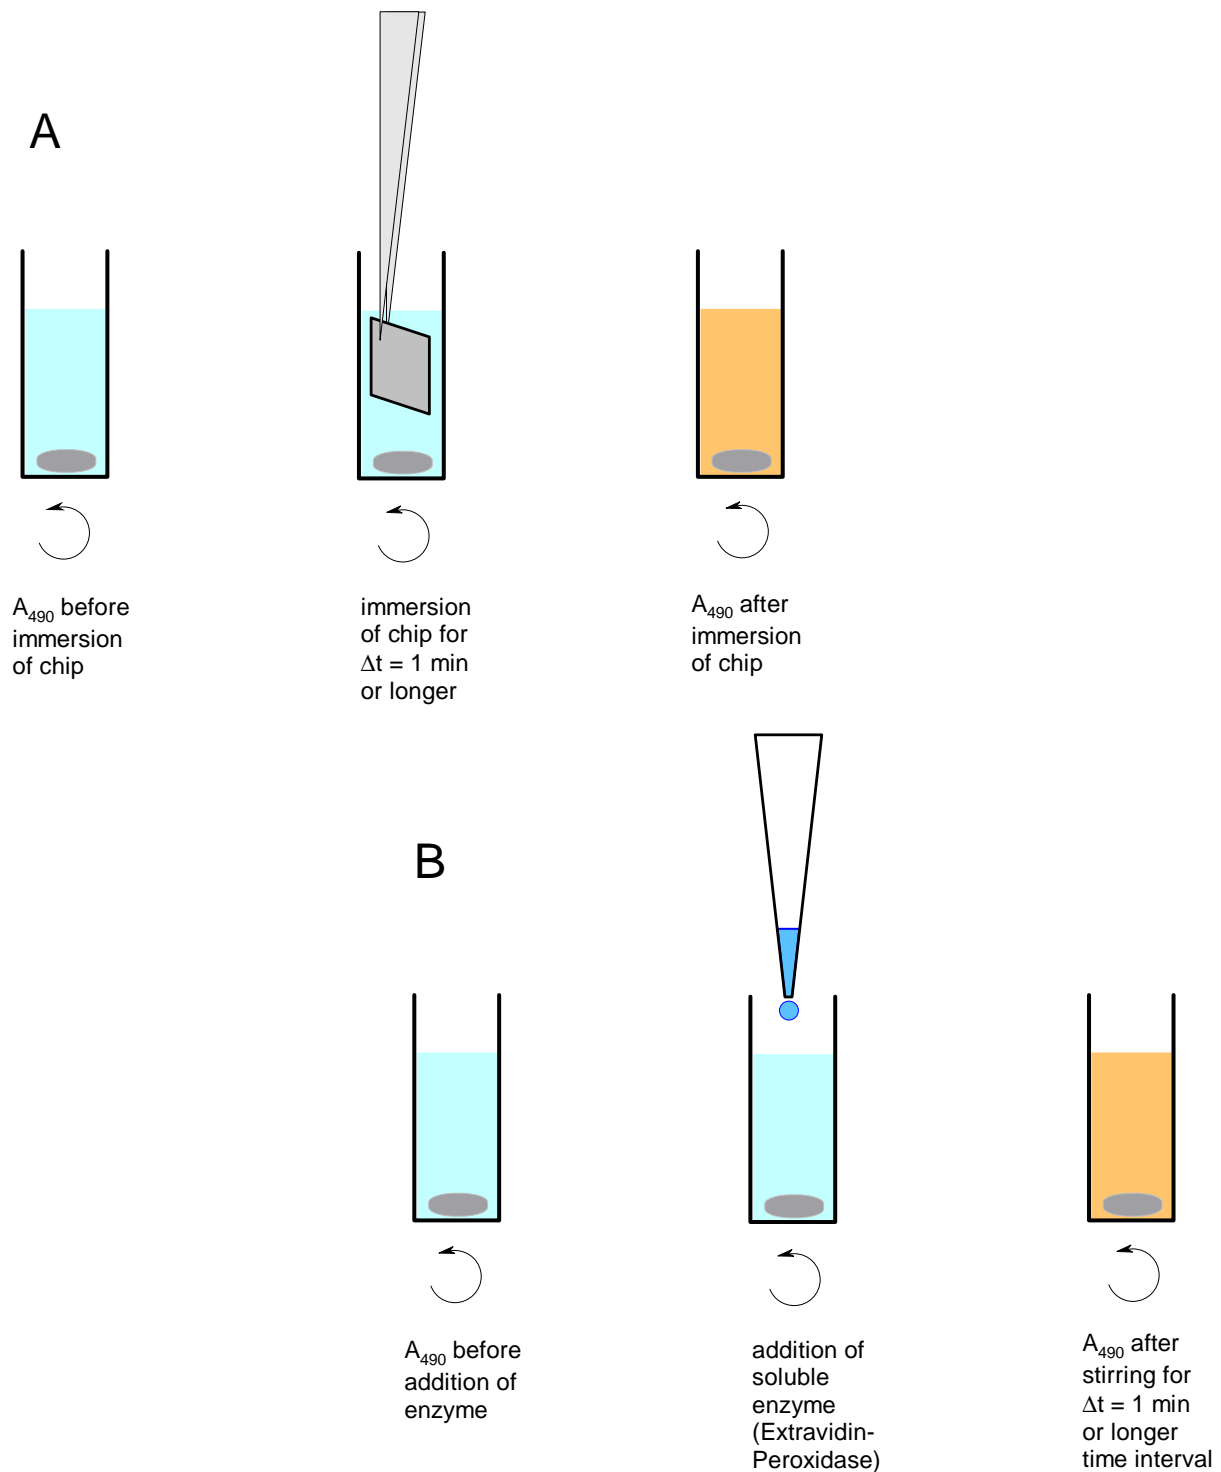 A
A₄₉₀ before
immersion
of chip
immersion
of chip for
Δt = 1 min
or longer
A₄₉₀ after
immersion
of chip
B
A₄₉₀ before
addition of
enzyme
addition of
soluble
enzyme
(Extravidin-
Peroxidase)
A₄₉₀ after
stirring for
Δt = 1 min
or longer
time interval